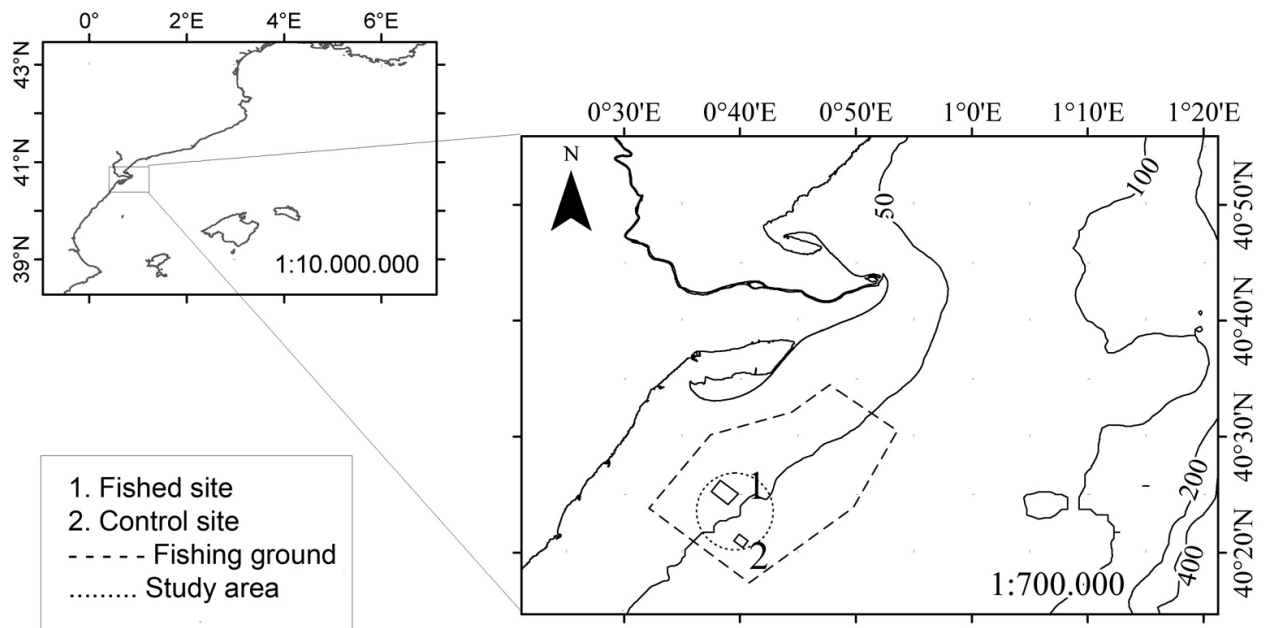 0° 2°E 4°E 6°E
43°N
41°N
39°N
1:10.000.000
0°30'E 0°40'E 0°50'E 1°0'E 1°10'E 1°20'E
N
50
100
200
400
40°50'N
40°40'N
40°30'N
40°20'N
1
2
1:700.000
1. Fished site
2. Control site
- - - - - Fishing ground
......... Study area